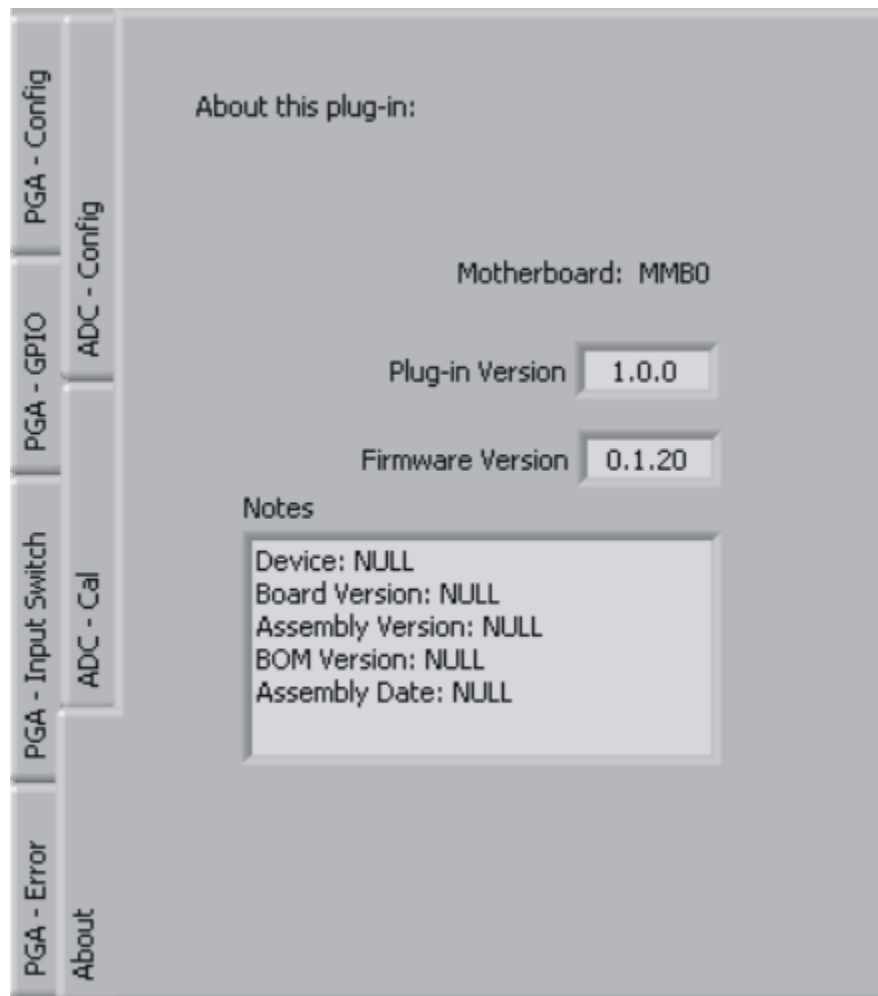 PGA - Config
PGA - GPIO
PGA - Input Switch
PGA - Error
ADC - Config
ADC - Cal
About
About this plug-in:
Motherboard: MMB0
Plug-in Version 1.0.0
Firmware Version 0.1.20
Notes
Device: NULL
Board Version: NULL
Assembly Version: NULL
BOM Version: NULL
Assembly Date: NULL